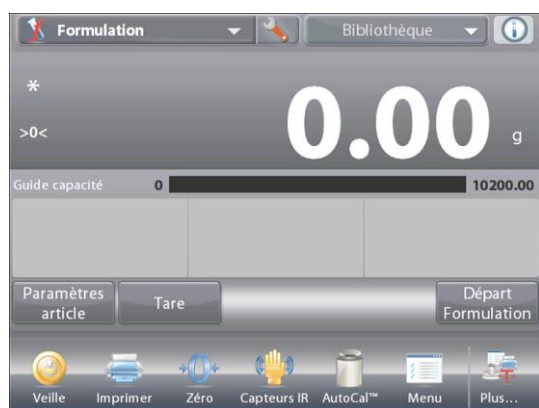 Formulation
Bibliothèque
*
>0<
0.00 g
Guide capacité 0 10200.00
Paramètres article
Tare
Départ Formulation
Veille Imprimer Zéro Capteurs IR AutoCal™ Menu Plus...